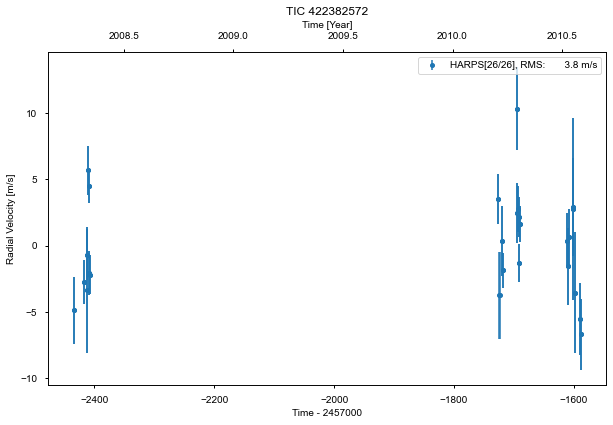 TIC 422382572
Time [Year]
2008.5 2009.0 2009.5 2010.0 2010.5
HARPS[26/26], RMS: 3.8 m/s
Radial Velocity [m/s]
10
5
0
−5
−10
−2400 −2200 −2000 −1800 −1600
Time - 2457000